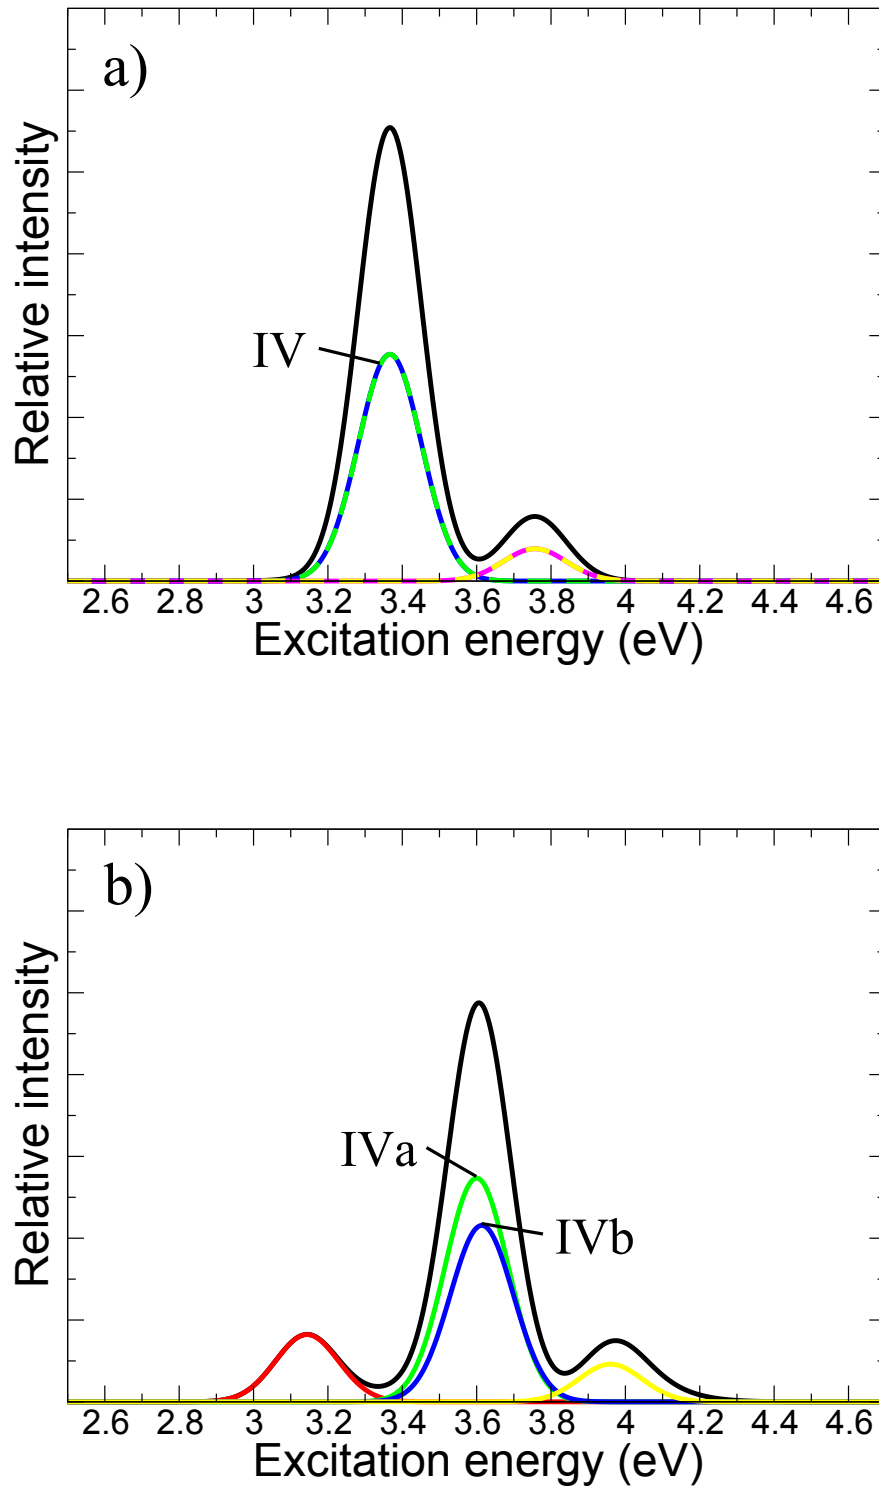 a)
Relative intensity
IV
2.6 2.8 3 3.2 3.4 3.6 3.8 4 4.2 4.4 4.6
Excitation energy (eV)
b)
Relative intensity
IVa
IVb
2.6 2.8 3 3.2 3.4 3.6 3.8 4 4.2 4.4 4.6
Excitation energy (eV)